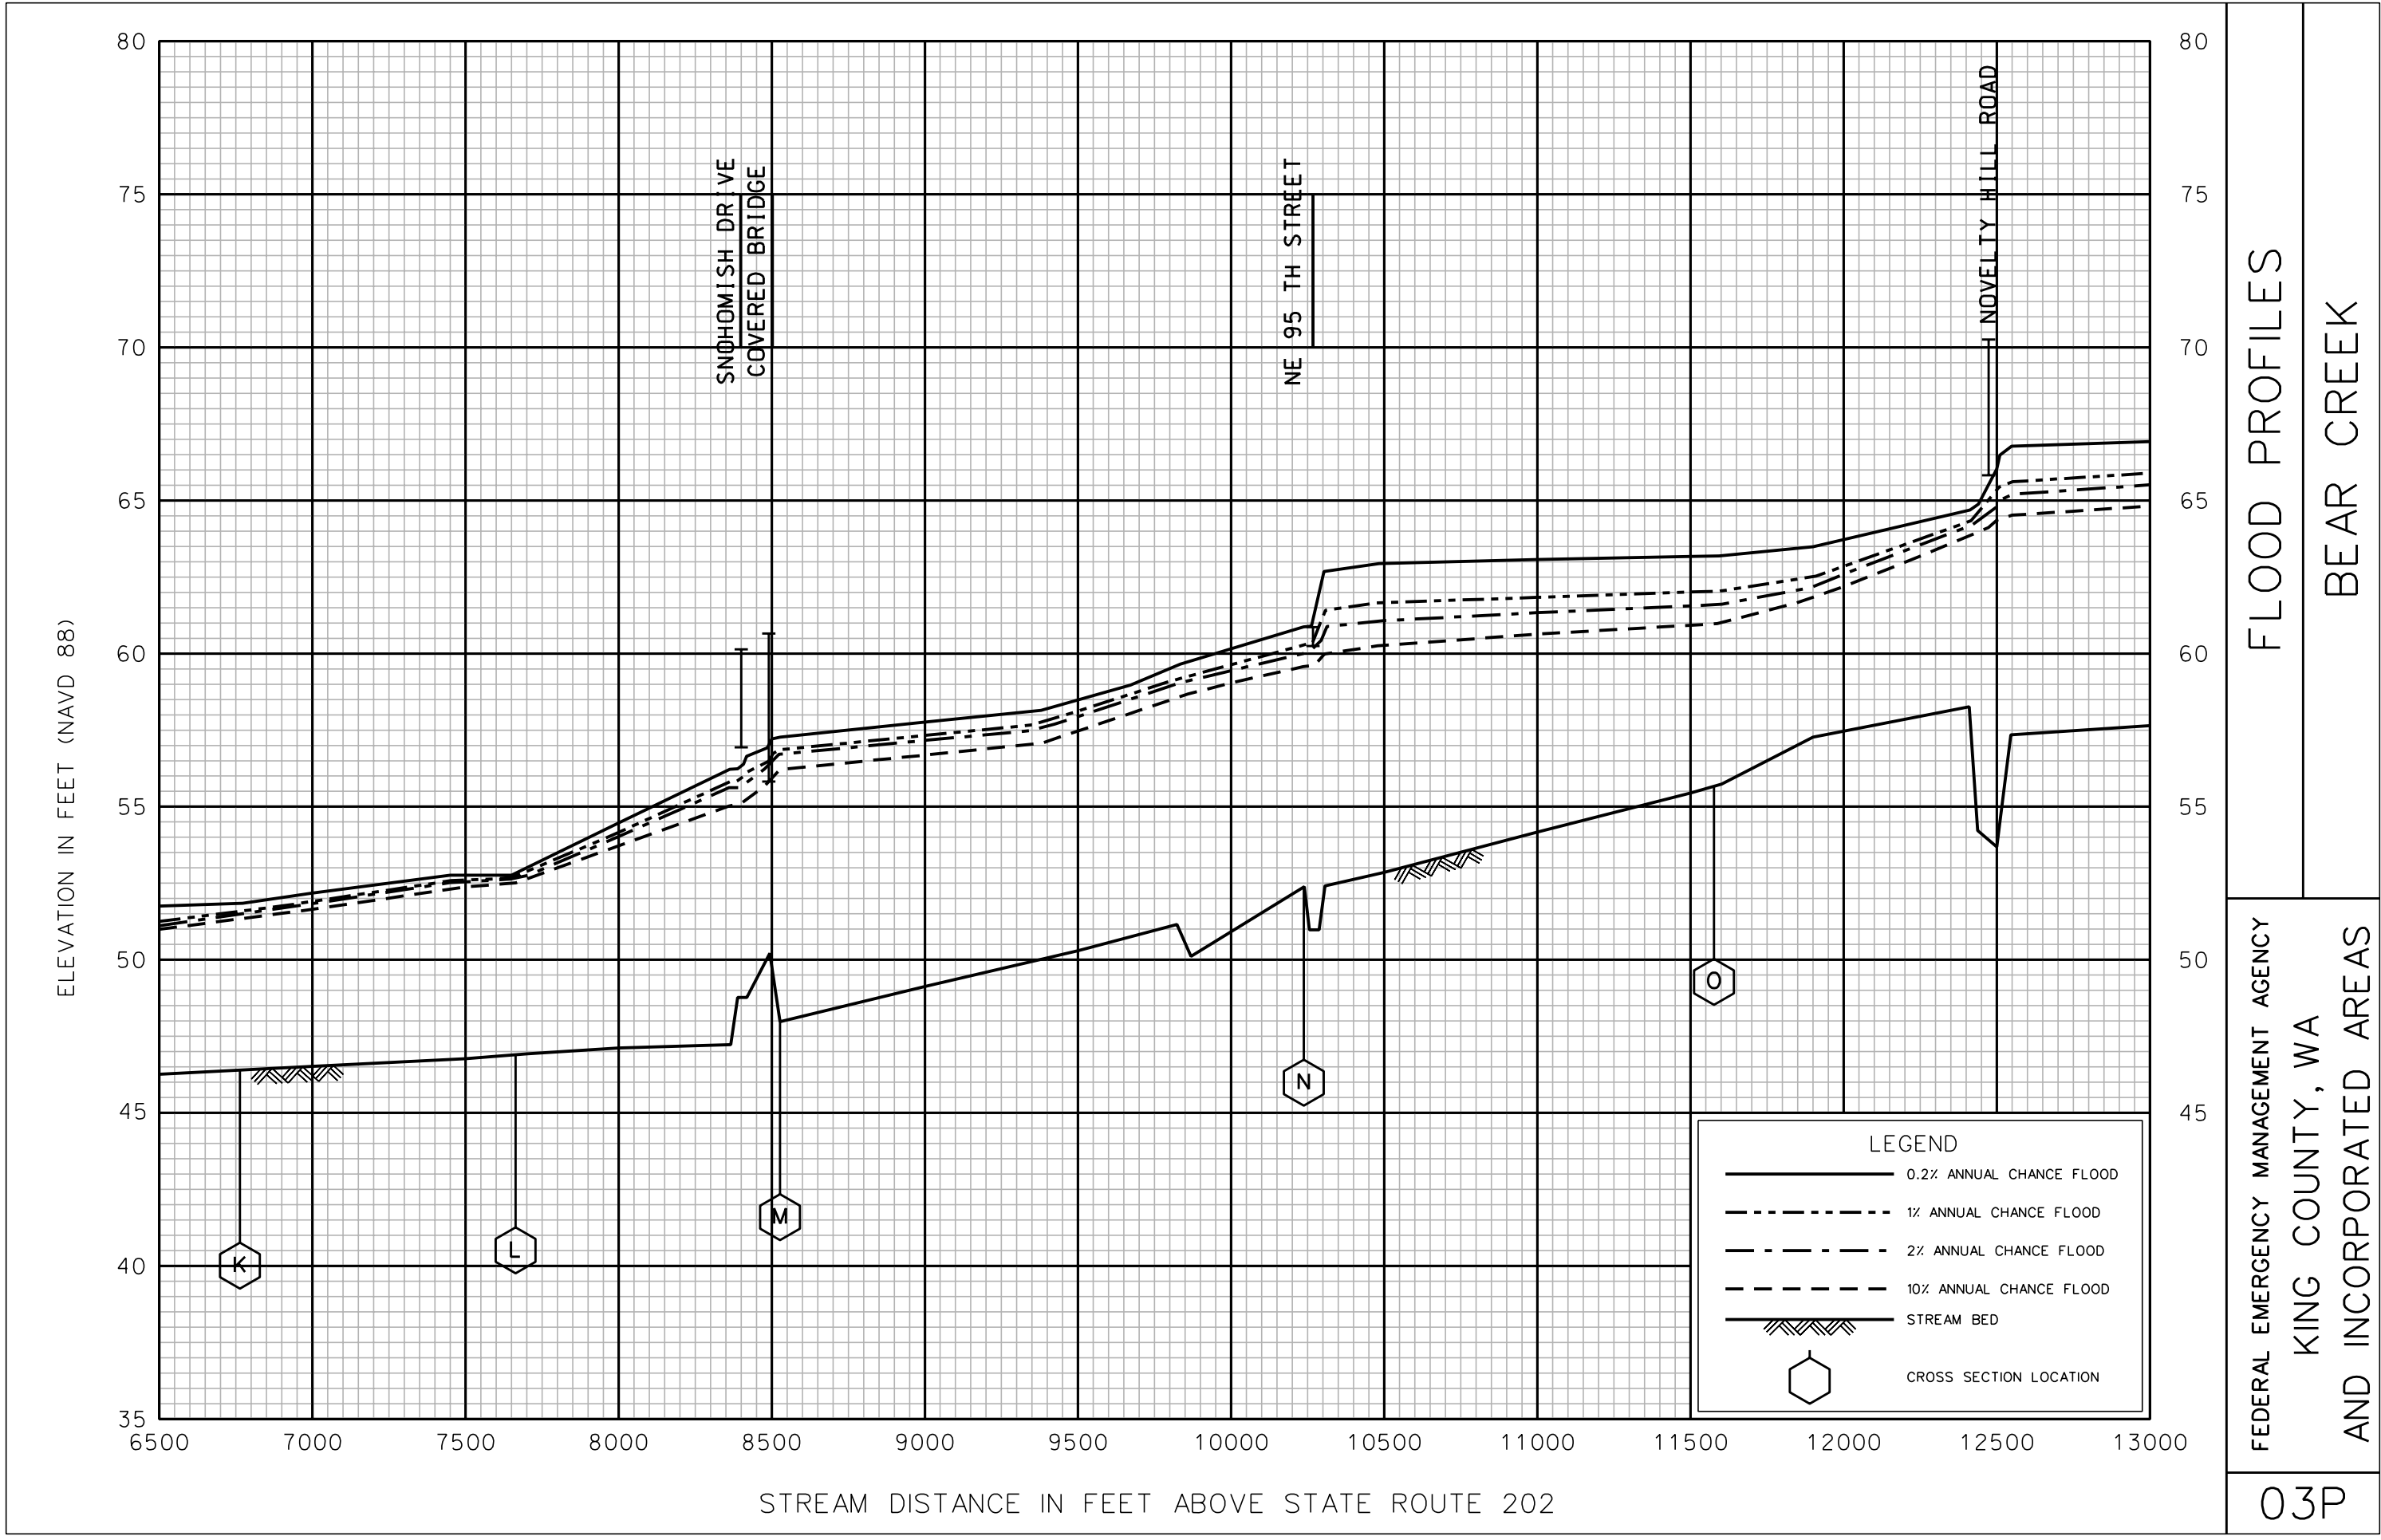 80
75
70
65
60
55
50
45
40
35
ELEVATION IN FEET (NAVD 88)
SNOHOMISH DRIVE
COVERED BRIDGE
NE 95 TH STREET
NOVELTY HILL ROAD
80
75
70
65
60
55
50
45
K
L
M
N
O
LEGEND
0.2% ANNUAL CHANCE FLOOD
1% ANNUAL CHANCE FLOOD
2% ANNUAL CHANCE FLOOD
10% ANNUAL CHANCE FLOOD
STREAM BED
CROSS SECTION LOCATION
6500 7000 7500 8000 8500 9000 9500 10000 10500 11000 11500 12000 12500 13000
STREAM DISTANCE IN FEET ABOVE STATE ROUTE 202
FLOOD PROFILES
BEAR CREEK
FEDERAL EMERGENCY MANAGEMENT AGENCY
KING COUNTY, WA
AND INCORPORATED AREAS
03P